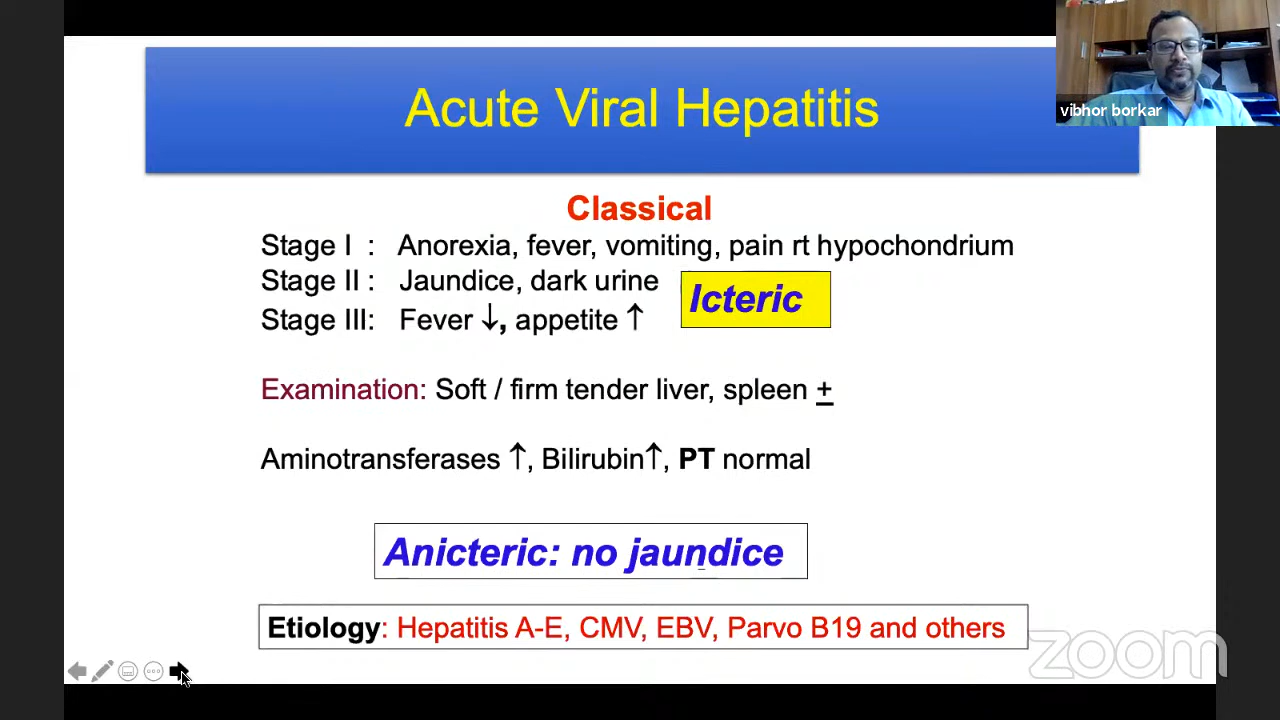 Acute Viral Hepatitis
vibhor borkar
Classical
Stage I : Anorexia, fever, vomiting, pain rt hypochondrium
Stage II : Jaundice, dark urine
Icteric
Stage III: Fever ↓, appetite ↑
Examination: Soft / firm tender liver, spleen ±
Aminotransferases ↑, Bilirubin↑, PT normal
Anicteric: no jaundice
Etiology: Hepatitis A-E, CMV, EBV, Parvo B19 and others
zoom